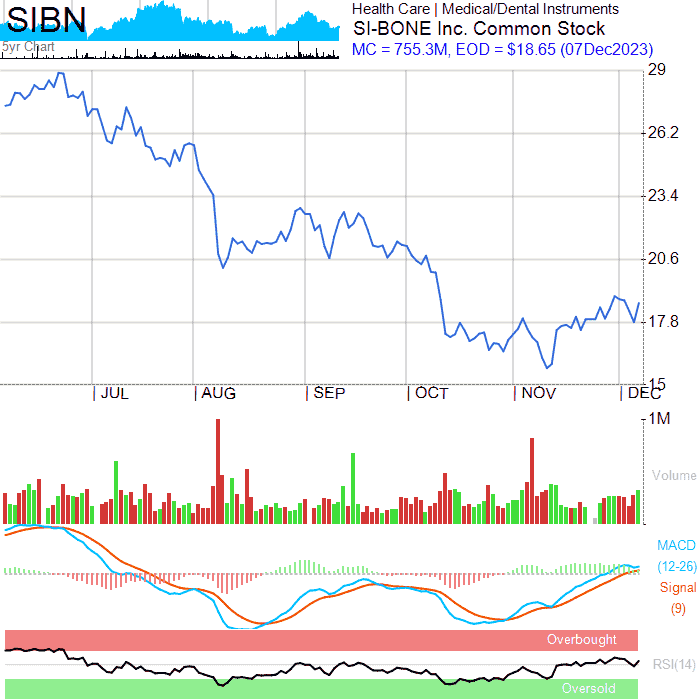 SIBN
5yr Chart
Health Care | Medical/Dental Instruments
SI-BONE Inc. Common Stock
MC = 755.3M, EOD = $18.65 (07Dec2023)
29
26.2
23.4
20.6
17.8
15
JUL
AUG
SEP
OCT
NOV
DEC
1M
Volume
MACD
(12-26)
Signal
(9)
Overbought
RSI(14)
Oversold